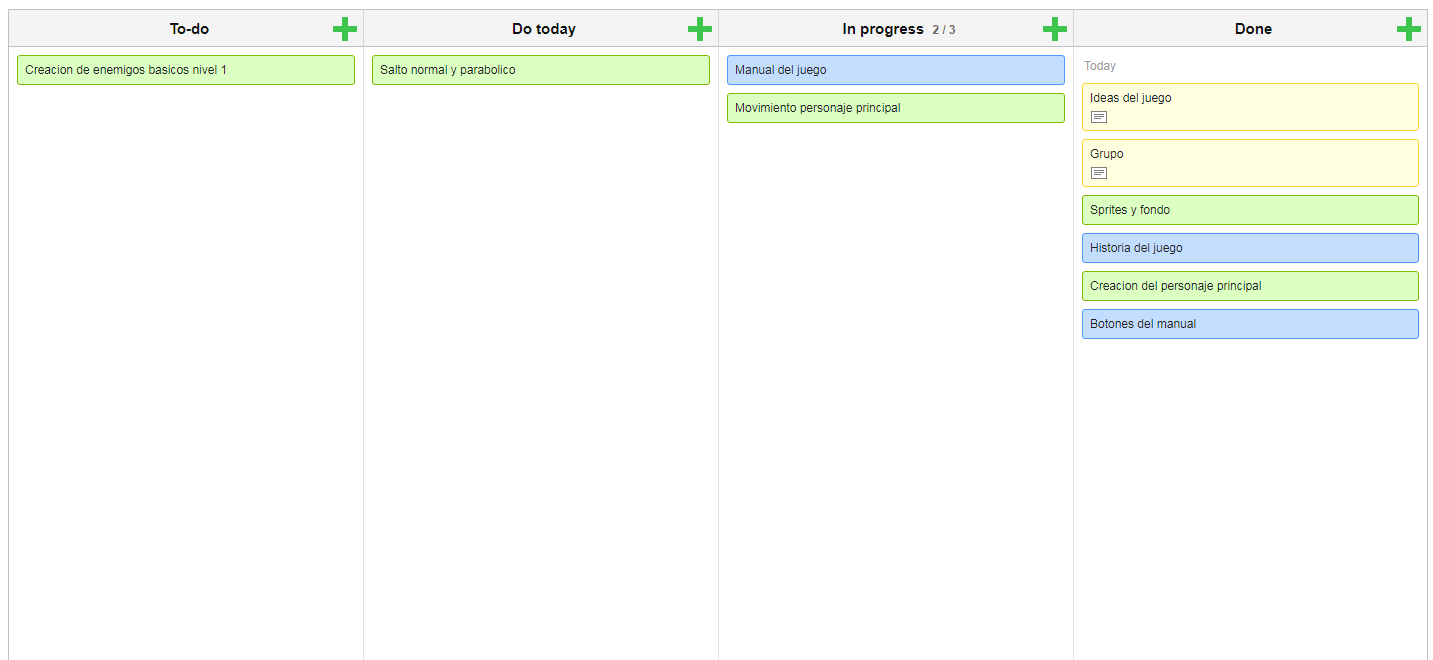 To-do
Creacion de enemigos basicos nivel 1
Do today
Salto normal y parabolico
In progress 2 / 3
Manual del juego
Movimiento personaje principal
Done
Today
Ideas del juego
Grupo
Sprites y fondo
Historia del juego
Creacion del personaje principal
Botones del manual